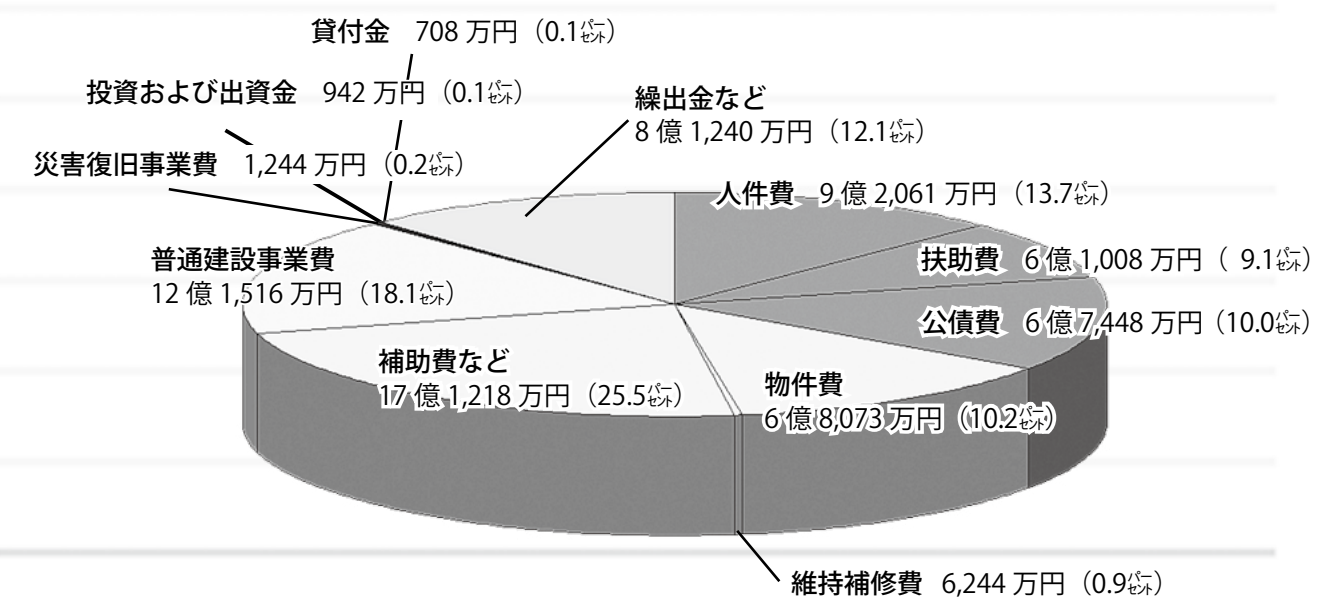 貸付金 708 万円（0.1㌫）
投資および出資金 942 万円（0.1㌫）
繰出金など
8 億 1,240 万円（12.1㌫）
災害復旧事業費 1,244 万円（0.2㌫）
人件費 9 億 2,061 万円（13.7㌫）
扶助費 6 億 1,008 万円（ 9.1㌫）
普通建設事業費
12 億 1,516 万円（18.1㌫）
公債費 6 億 7,448 万円（10.0㌫）
補助費など
17 億 1,218 万円（25.5㌫）
物件費
6 億 8,073 万円（10.2㌫）
維持補修費 6,244 万円（0.9㌫）